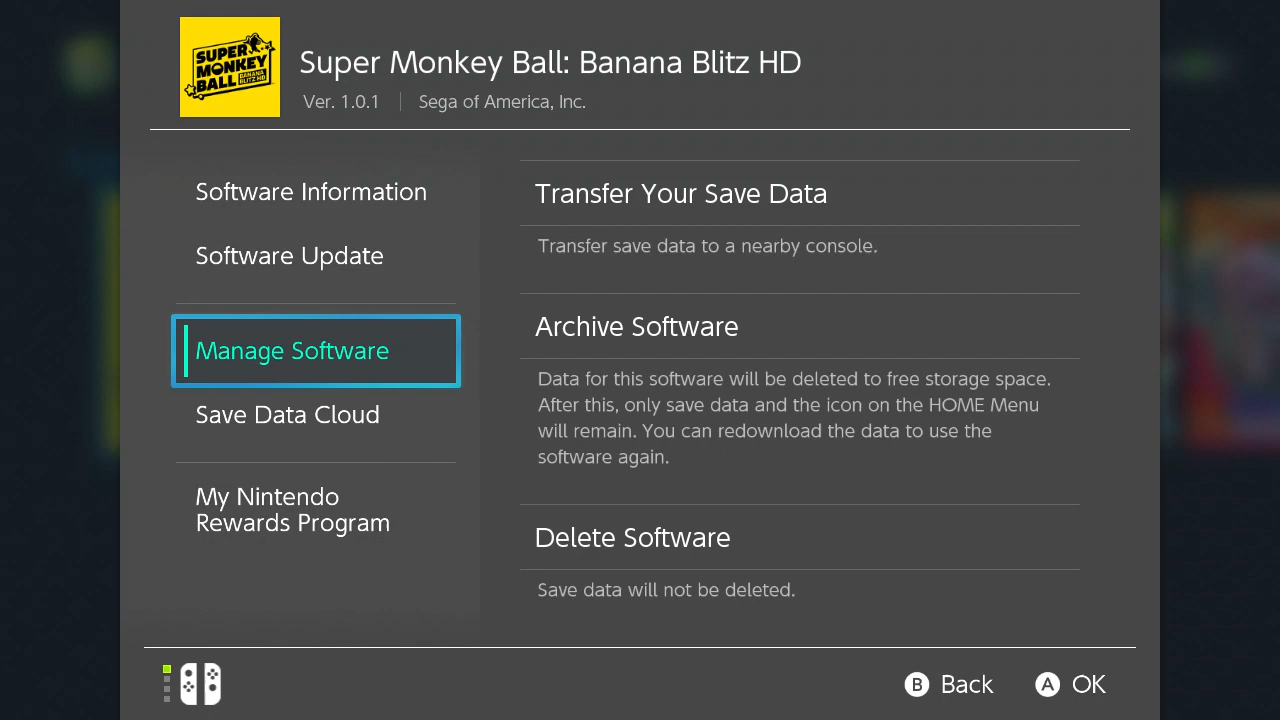 SUPER
MONKEY
BALL
BANANA
BLITZ HD
Super Monkey Ball: Banana Blitz HD
Ver. 1.0.1
Sega of America, Inc.
Software Information
Software Update
Manage Software
Save Data Cloud
My Nintendo
Rewards Program
Transfer Your Save Data
Transfer save data to a nearby console.
Archive Software
Data for this software will be deleted to free storage space.
After this, only save data and the icon on the HOME Menu
will remain. You can redownload the data to use the
software again.
Delete Software
Save data will not be deleted.
B Back
A OK